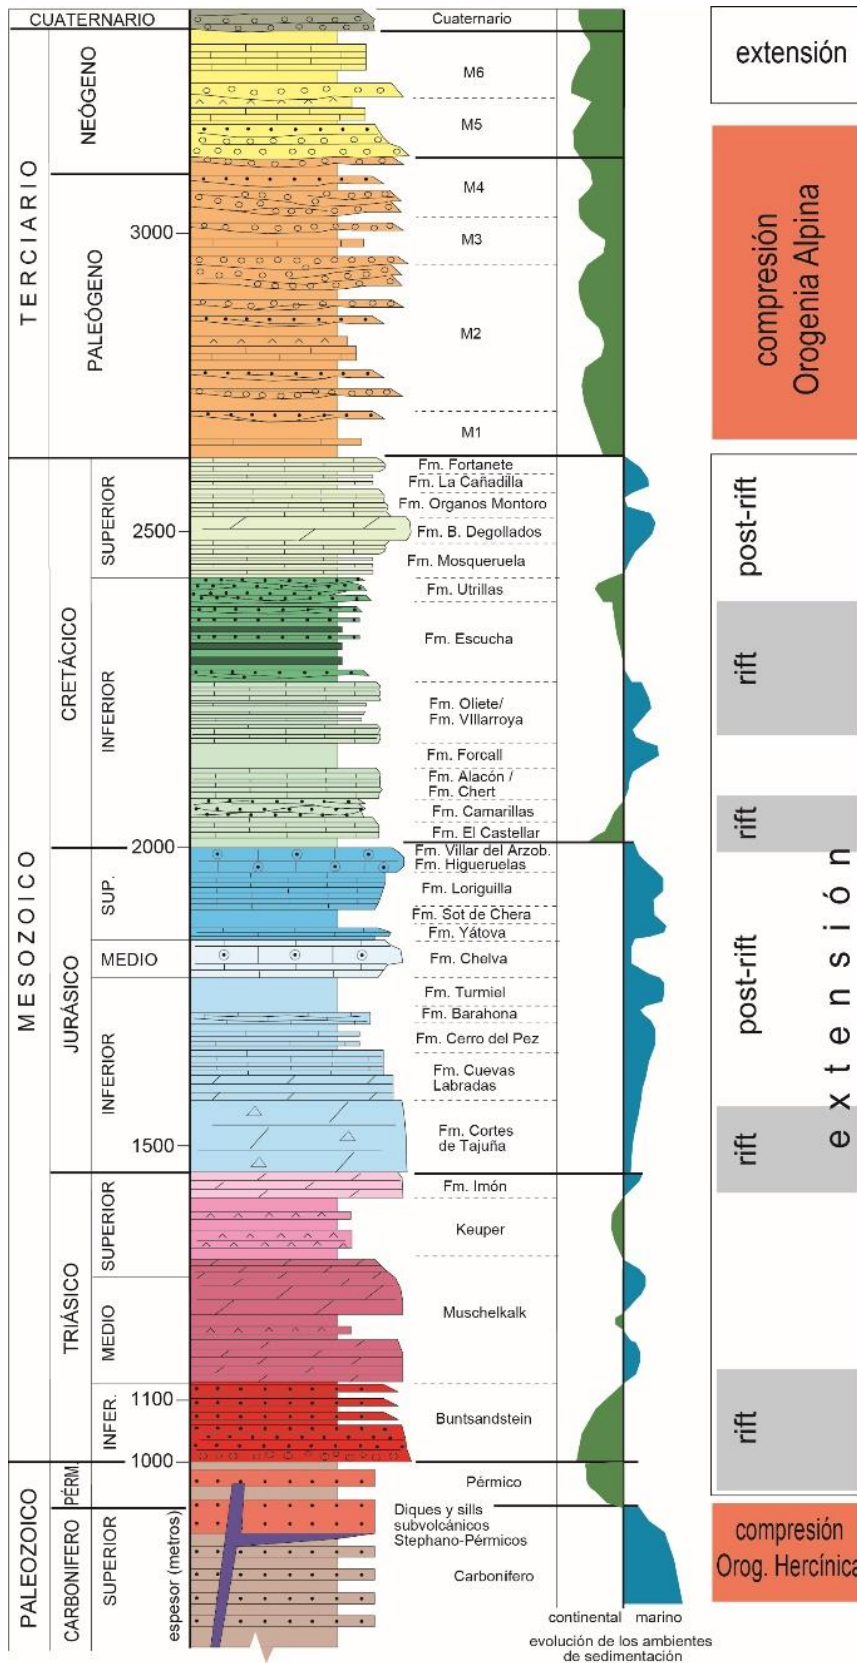 CUATERNARIO
Cuaternario
extensión
TERCIARIO
NEÓGENO
M6
M5
compresión
Orogenia Alpina
PALEÓGENO
M4
3000
M3
M2
M1
MESOZOICO
CRETÁCICO
SUPERIOR
Fm. Fortanete
Fm. La Cañadilla
Fm. Organos Montoro
2500
Fm. B. Degollados
Fm. Mosqueruela
post-rift
INFERIOR
Fm. Utrillas
Fm. Escucha
rift
Fm. Oliete/
Fm. VIllarroya
Fm. Forcall
Fm. Alacón /
Fm. Chert
Fm. Camarillas
Fm. El Castellar
rift
2000
JURÁSICO
SUP.
Fm. Villar del Arzob.
Fm. Higueruelas
Fm. Loriguilla
Fm. Sot de Chera
Fm. Yátova
MEDIO
Fm. Chelva
post-rift
extensión
INFERIOR
Fm. Turmiel
Fm. Barahona
Fm. Cerro del Pez
Fm. Cuevas
Labradas
1500
Fm. Cortes
de Tajuña
rift
TRIÁSICO
SUPERIOR
Fm. Imón
Keuper
MEDIO
Muschelkalk
INFER.
1100
Buntsandstein
rift
1000
PALEOZOICO
PÉRM.
Pérmico
CARBONIFERO
SUPERIOR
Diques y sills
subvolcánicos
Stephano-Pérmicos
Carbonífero
compresión
Orog. Hercínica
espesor (metros)
continental
marino
evolución de los ambientes
de sedimentación